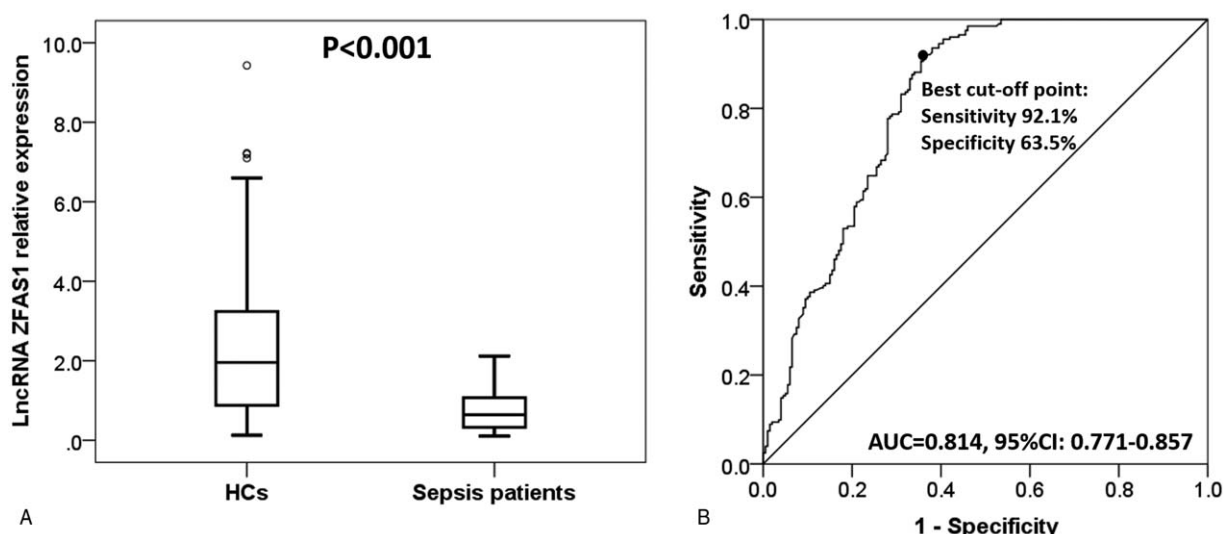 P<0.001
LncRNA ZFAS1 relative expression
10.0
8.0
6.0
4.0
2.0
.0
HCs
Sepsis patients
A
Best cut-off point:
Sensitivity 92.1%
Specificity 63.5%
AUC=0.814, 95%CI: 0.771-0.857
Sensitivity
1.0
0.8
0.6
0.4
0.2
0.0
0.0
0.2
0.4
0.6
0.8
1.0
1 - Specificity
B